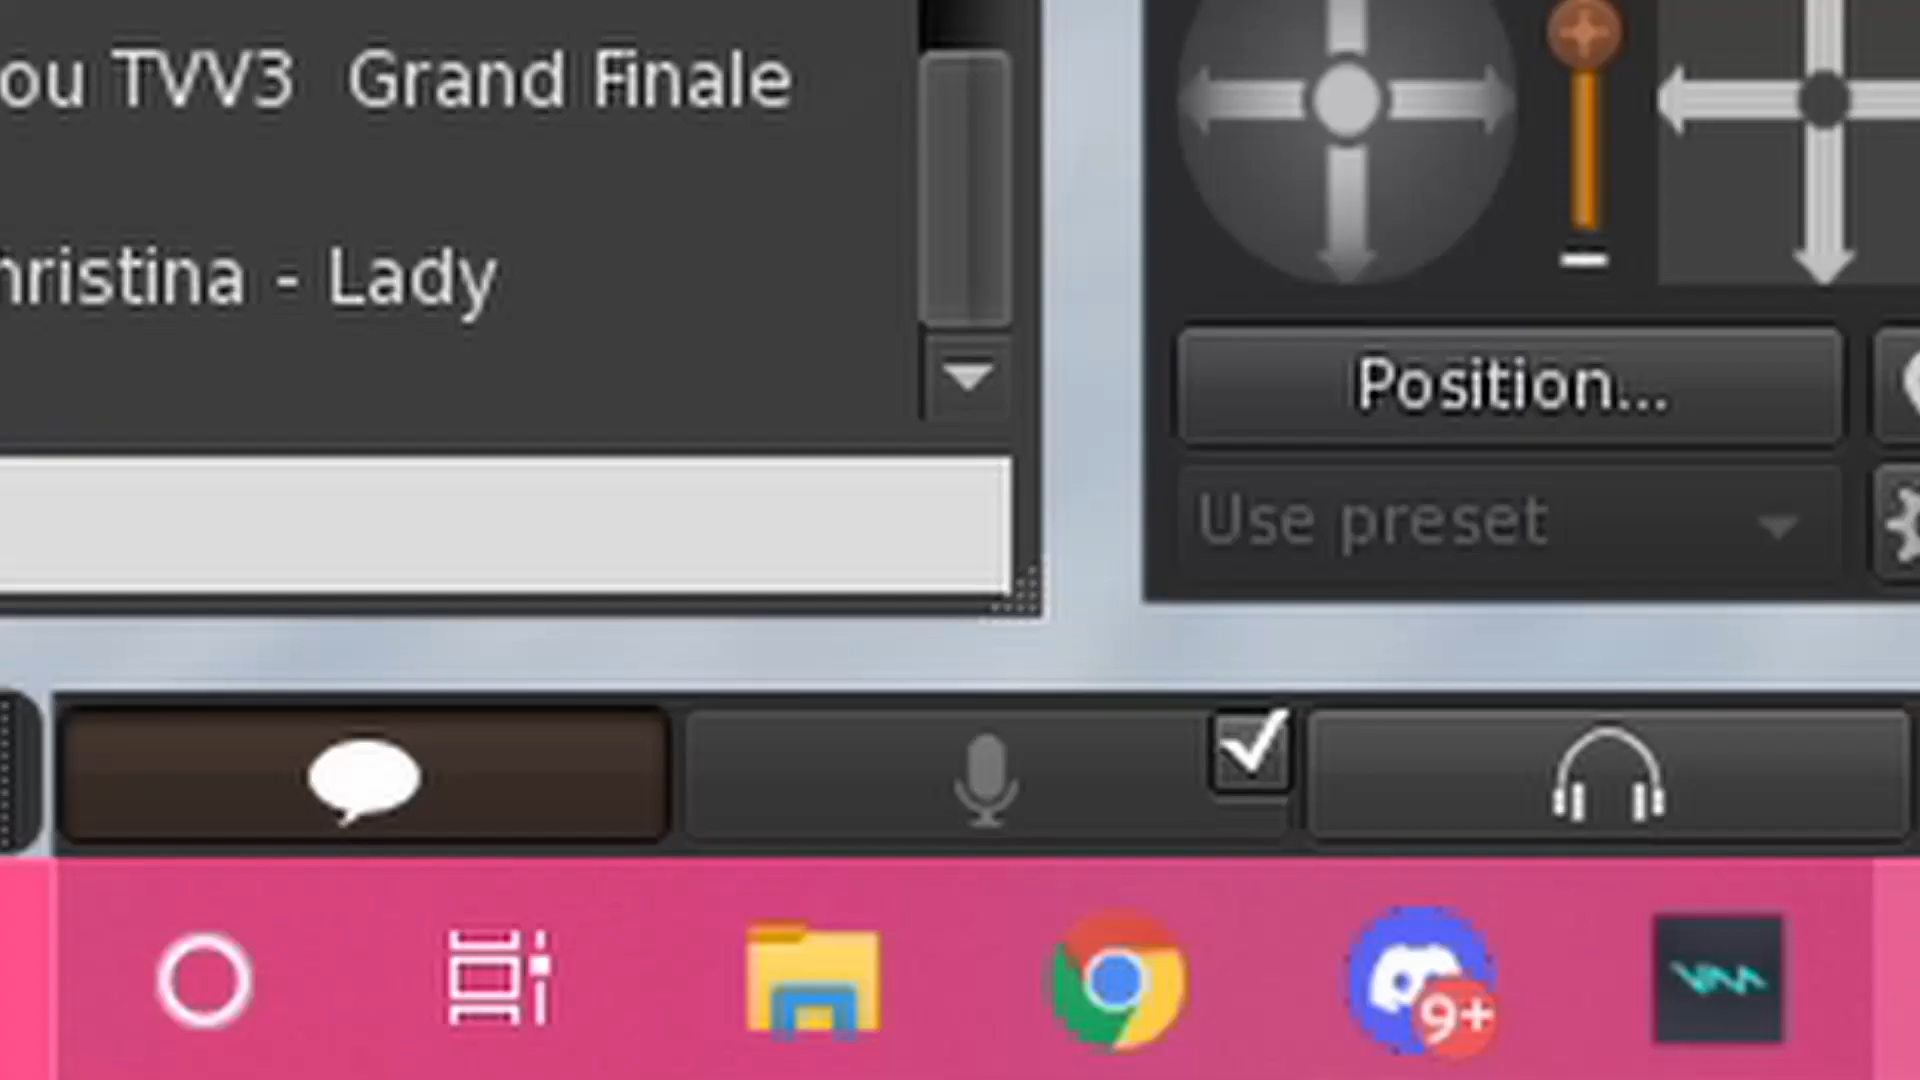 ou TVV3  Grand Finale
hristina - Lady
Position...
Use preset
9+